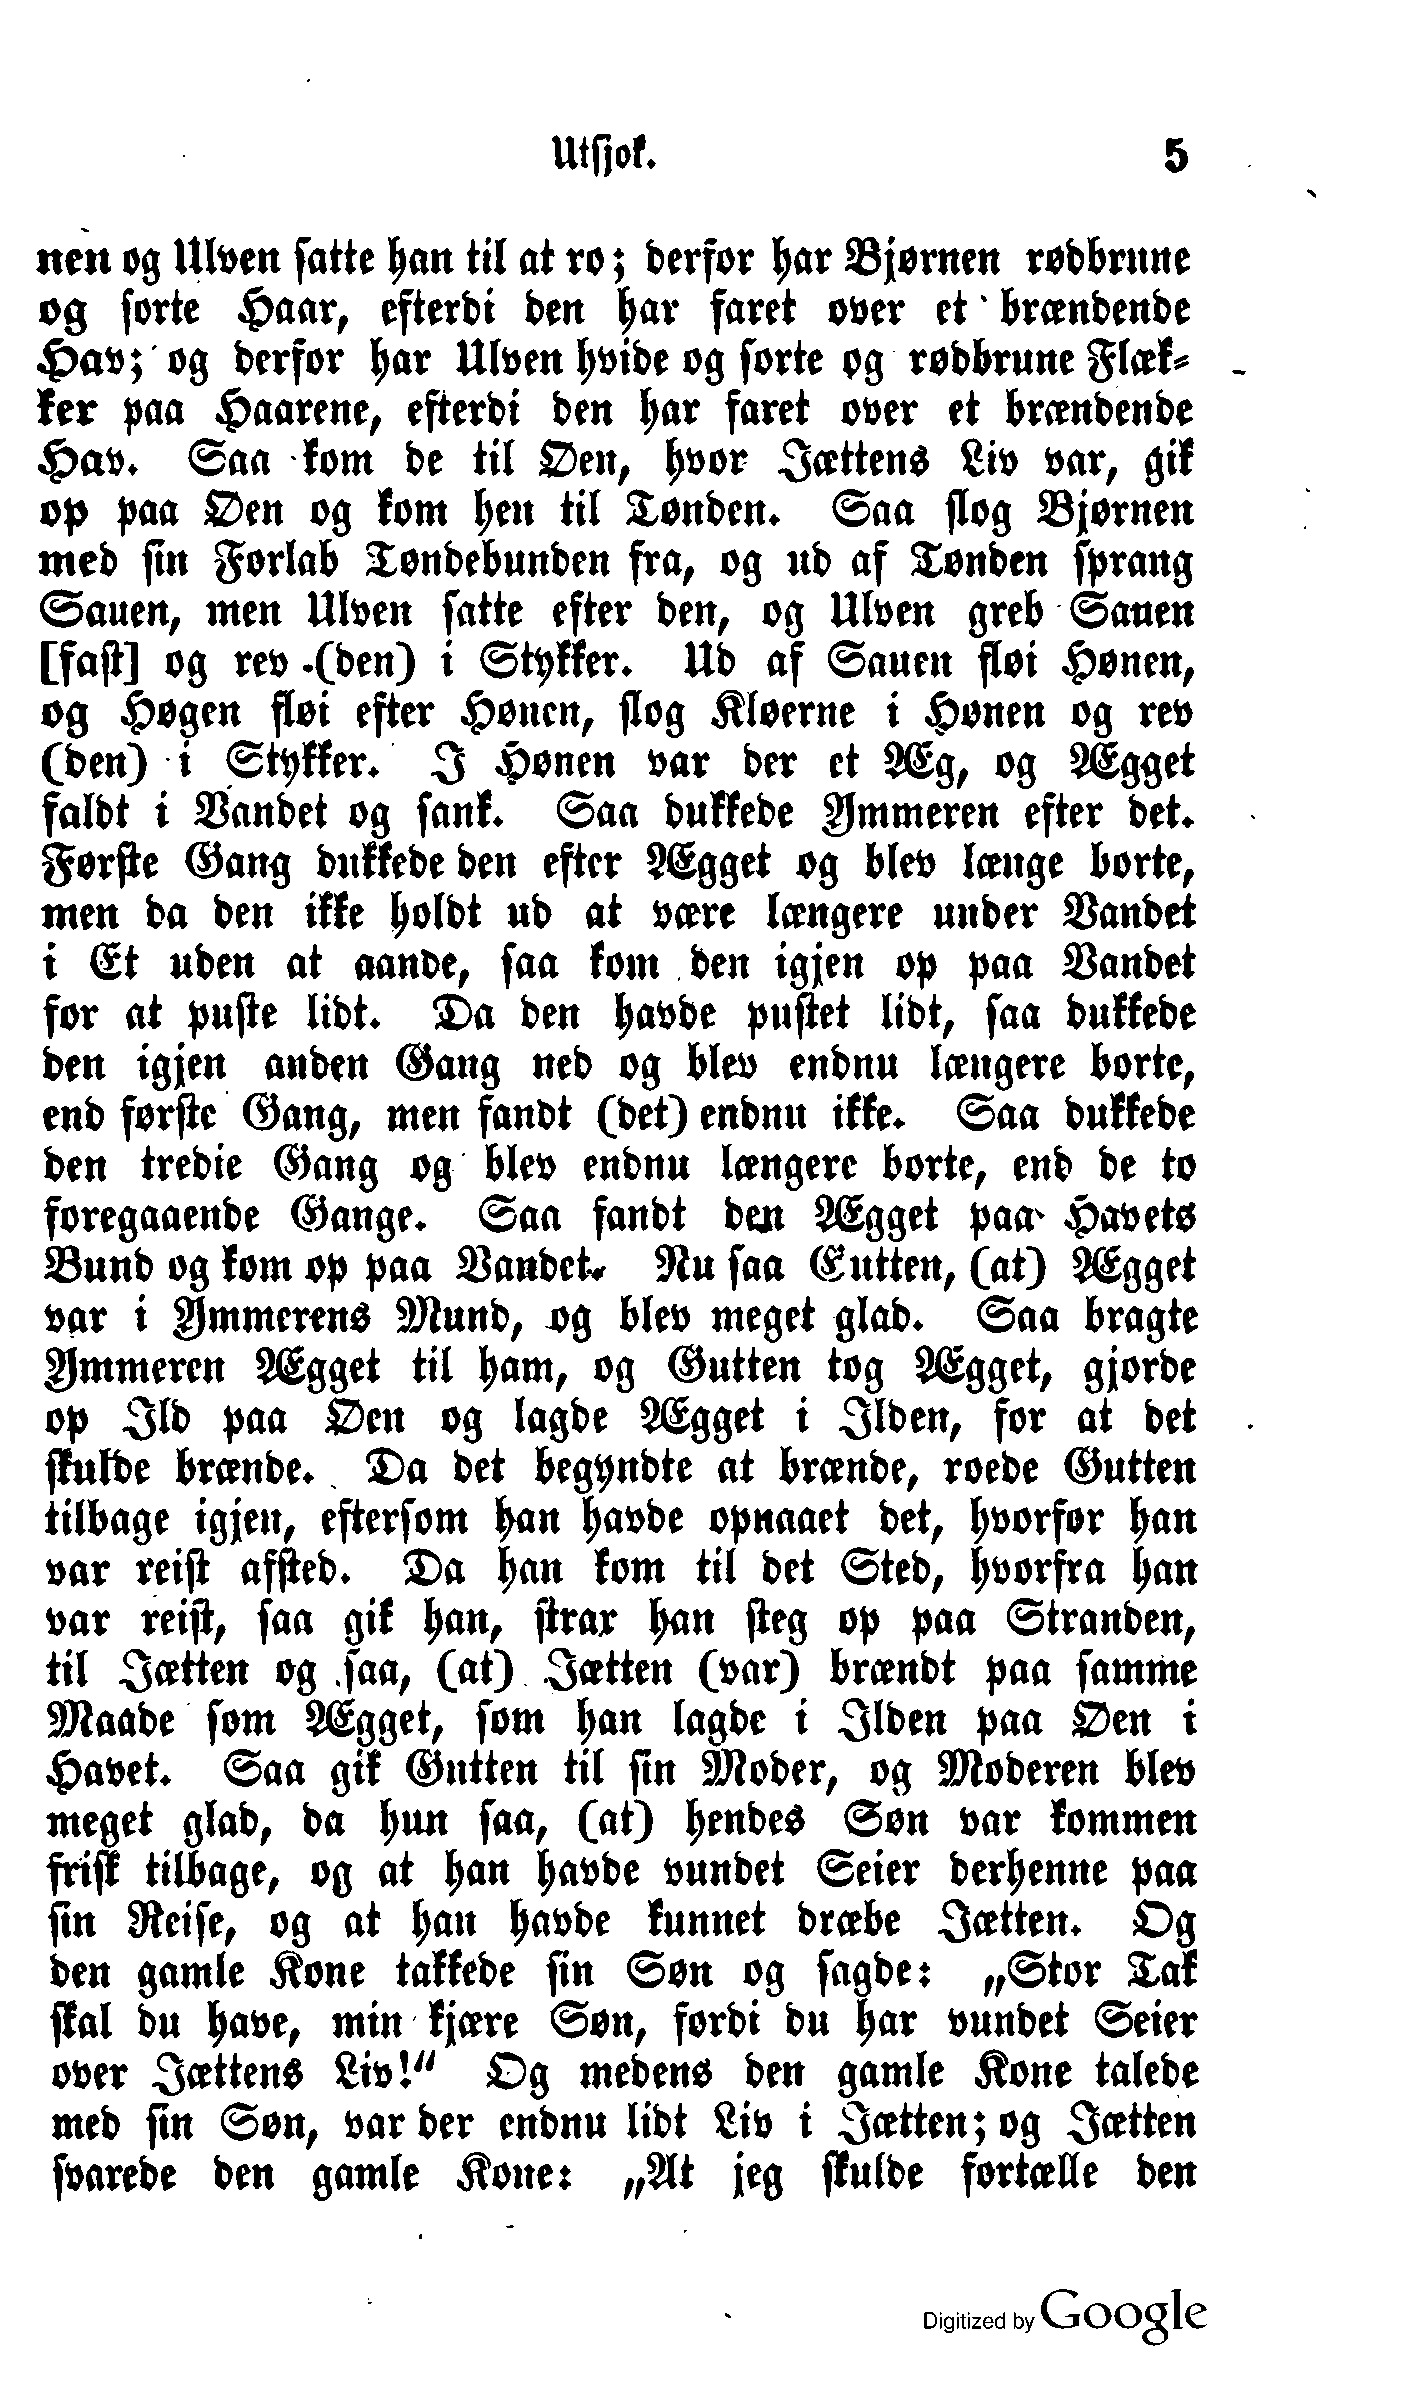 Utsjok. 5
nen og Ulven satte han til at ro; derfor har Bjørnen rødbrune
og sorte Haar, efterdi den har faret over et brændende
Hav; og derfor har Ulven hvide og sorte og rødbrune Flæk-
ker paa Haarene, efterdi den har faret over et brændende
Hav. Saa kom de til Øen, hvor Jættens Liv var, gik
op paa Øen og kom hen til Tønden. Saa slog Bjørnen
med sin Forlab Tøndebunden fra, og ud af Tønden sprang
Sauen, men Ulven satte efter den, og Ulven greb Sauen
[fast] og rev (den) i Stykker. Ud af Sauen fløi Hønen,
og Høgen fløi efter Hønen, slog Kløerne i Hønen og rev
(den) i Stykker. I Hønen var der et Æg, og Ægget
faldt i Vandet og sank. Saa dukkede Ymmeren efter det.
Første Gang dukkede den efter Ægget og blev længe borte,
men da den ikke holdt ud at være længere under Vandet
i Et uden at aande, saa kom den igjen op paa Vandet
for at puste lidt. Da den havde pustet lidt, saa dukkede
den igjen anden Gang ned og blev endnu længere borte,
end første Gang, men fandt (det) endnu ikke. Saa dukkede
den tredie Gang og blev endnu længere borte, end de to
foregaaende Gange. Saa fandt den Ægget paa Havets
Bund og kom op paa Vandet. Nu saa Gutten, (at) Ægget
var i Ymmerens Mund, og blev meget glad. Saa bragte
Ymmeren Ægget til ham, og Gutten tog Ægget, gjorde
op Ild paa Øen og lagde Ægget i Ilden, for at det
skulde brænde. Da det begyndte at brænde, roede Gutten
tilbage igjen, eftersom han havde opnaaet det, hvorfor han
var reist afsted. Da han kom til det Sted, hvorfra han
var reist, saa gik han, strax han steg op paa Stranden,
til Jætten og saa, (at) Jætten (var) brændt paa samme
Maade som Ægget, som han lagde i Ilden paa Øen i
Havet. Saa gik Gutten til sin Moder, og Moderen blev
meget glad, da hun saa, (at) hendes Søn var kommen
frisk tilbage, og at han havde vundet Seier derhenne paa
sin Reise, og at han havde kunnet dræbe Jætten. Og
den gamle Kone takkede sin Søn og sagde: „Stor Tak
skal du have, min kjære Søn, fordi du har vundet Seier
over Jættens Liv!“ Og medens den gamle Kone talede
med sin Søn, var der endnu lidt Liv i Jætten; og Jætten
svarede den gamle Kone: „At jeg skulde fortælle den
Digitized by Google